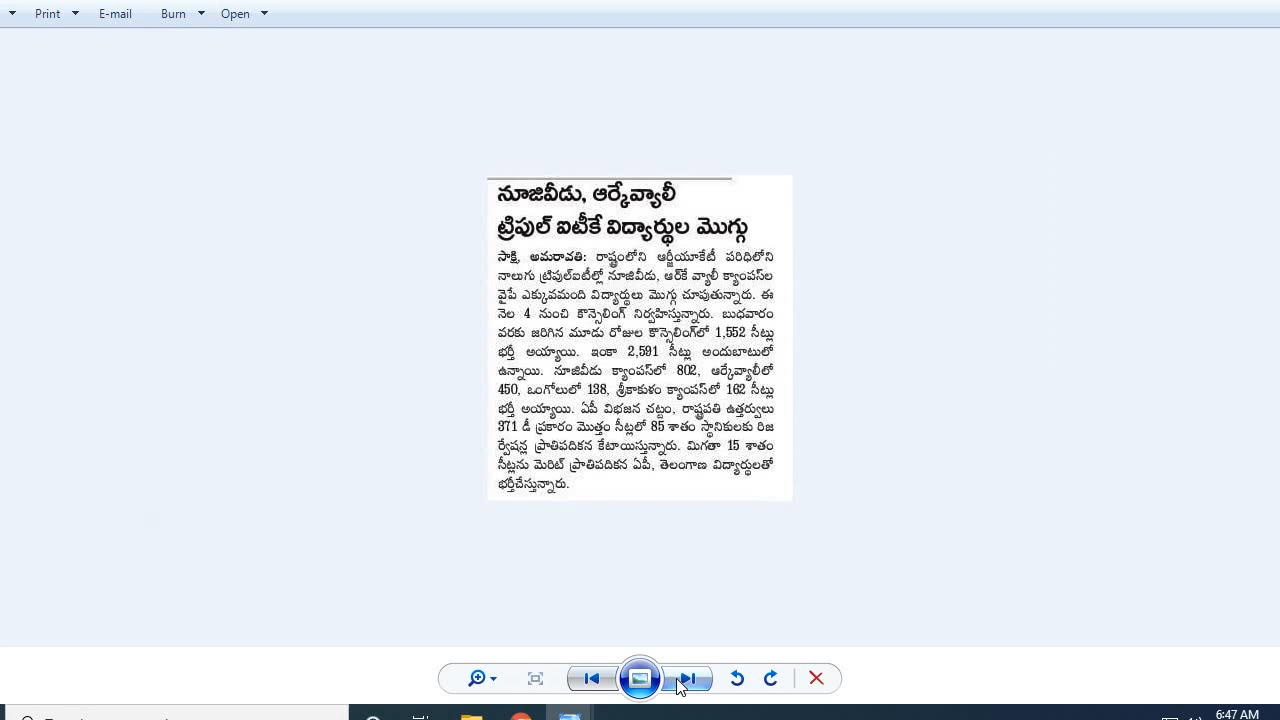 Print E-mail Burn Open
నూజివీడు, ఆర్కేవ్యాలీ
ట్రిపుల్ ఐటీకే విద్యార్థుల మొగ్గు
సాక్షి, అమరావతి: రాష్ట్రంలోని ఆర్జీయూకేటీ పరిధిలోని
నాలుగు ట్రిపుల్ఐటీల్లో నూజివీడు, ఆర్‌కే వ్యాలీ క్యాంపస్‌ల
వైపే ఎక్కువమంది విద్యార్థులు మొగ్గు చూపుతున్నారు. ఈ
నెల 4 నుంచి కౌన్సెలింగ్ నిర్వహిస్తున్నారు. బుధవారం
వరకు జరిగిన మూడు రోజుల కౌన్సెలింగ్‌లో 1,552 సీట్లు
భర్తీ అయ్యాయి. ఇంకా 2,591 సీట్లు అందుబాటులో
ఉన్నాయి. నూజివీడు క్యాంపస్‌లో 802, ఆర్కేవ్యాలీలో
450, ఒంగోలులో 138, శ్రీకాకుళం క్యాంపస్‌లో 162 సీట్లు
భర్తీ అయ్యాయి. ఏపీ విభజన చట్టం, రాష్ట్రపతి ఉత్తర్వులు
371 డీ ప్రకారం మొత్తం సీట్లలో 85 శాతం స్థానికులకు రిజ
ర్వేషన్ల ప్రాతిపదికన కేటాయిస్తున్నారు. మిగతా 15 శాతం
సీట్లను మెరిట్ ప్రాతిపదికన ఏపీ, తెలంగాణ విద్యార్థులతో
భర్తీచేస్తున్నారు.
6:47 AM